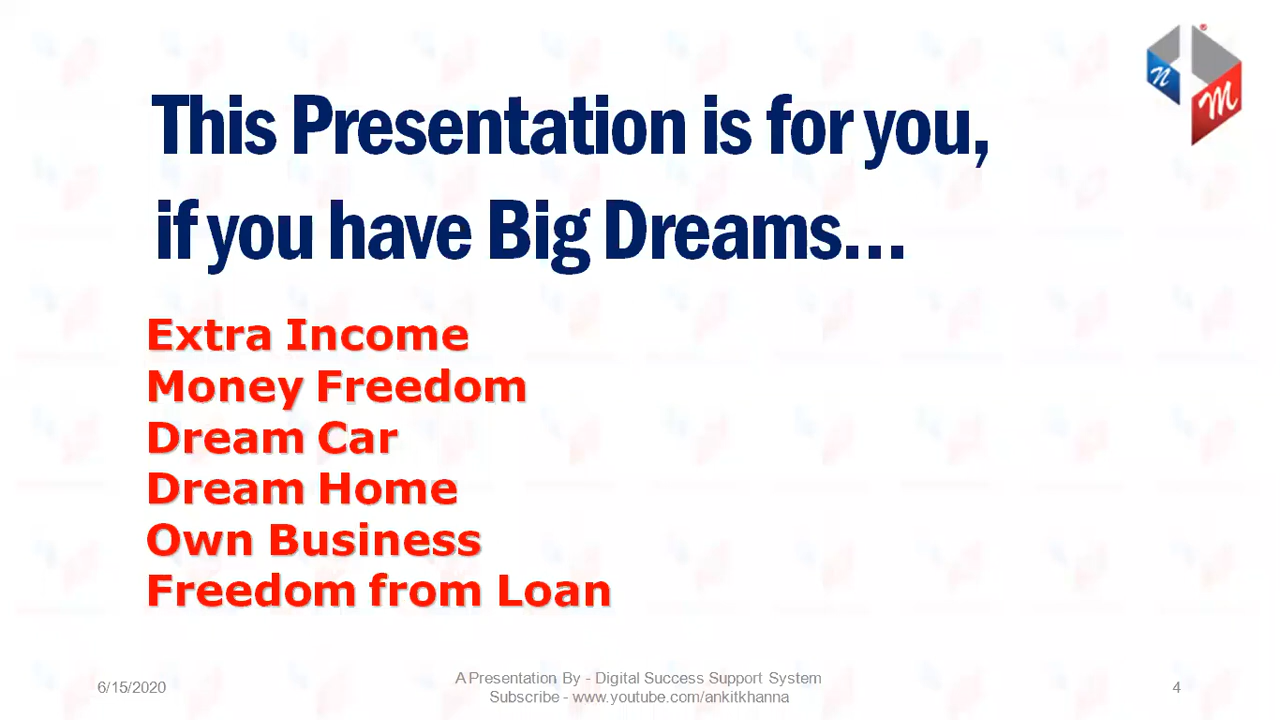 This Presentation is for you,
if you have Big Dreams...
Extra Income
Money Freedom
Dream Car
Dream Home
Own Business
Freedom from Loan
6/15/2020
A Presentation By - Digital Success Support System
Subscribe - www.youtube.com/ankitkhanna
4
n
M